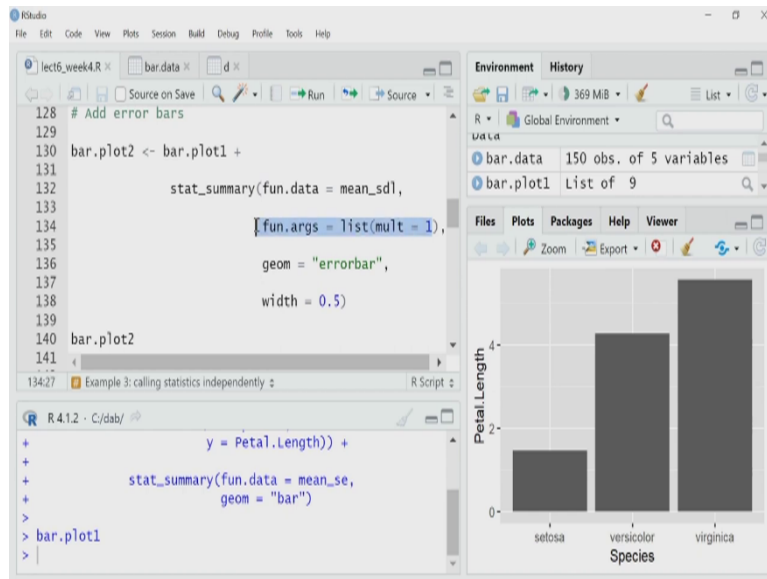 RStudio
File Edit Code View Plots Session Build Debug Profile Tools Help
lect6_week4.R × bar.data × d ×
Source on Save Run Source
128 # Add error bars
129
130 bar.plot2 <- bar.plot1 +
131
132 stat_summary(fun.data = mean_sdl,
133
134 fun.args = list(mult = 1),
135
136 geom = "errorbar",
137
138 width = 0.5)
139
140 bar.plot2
141
134:27 Example 3: calling statistics independently R Script
R 4.1.2 · C:/dab/
+ y = Petal.Length)) +
+
+ stat_summary(fun.data = mean_se,
+ geom = "bar")
>
> bar.plot1
>
Environment History
369 MiB List
R Global Environment
Data
bar.data 150 obs. of 5 variables
bar.plot1 List of 9
Files Plots Packages Help Viewer
Zoom Export
Petal.Length
4
2
0
setosa versicolor virginica
Species